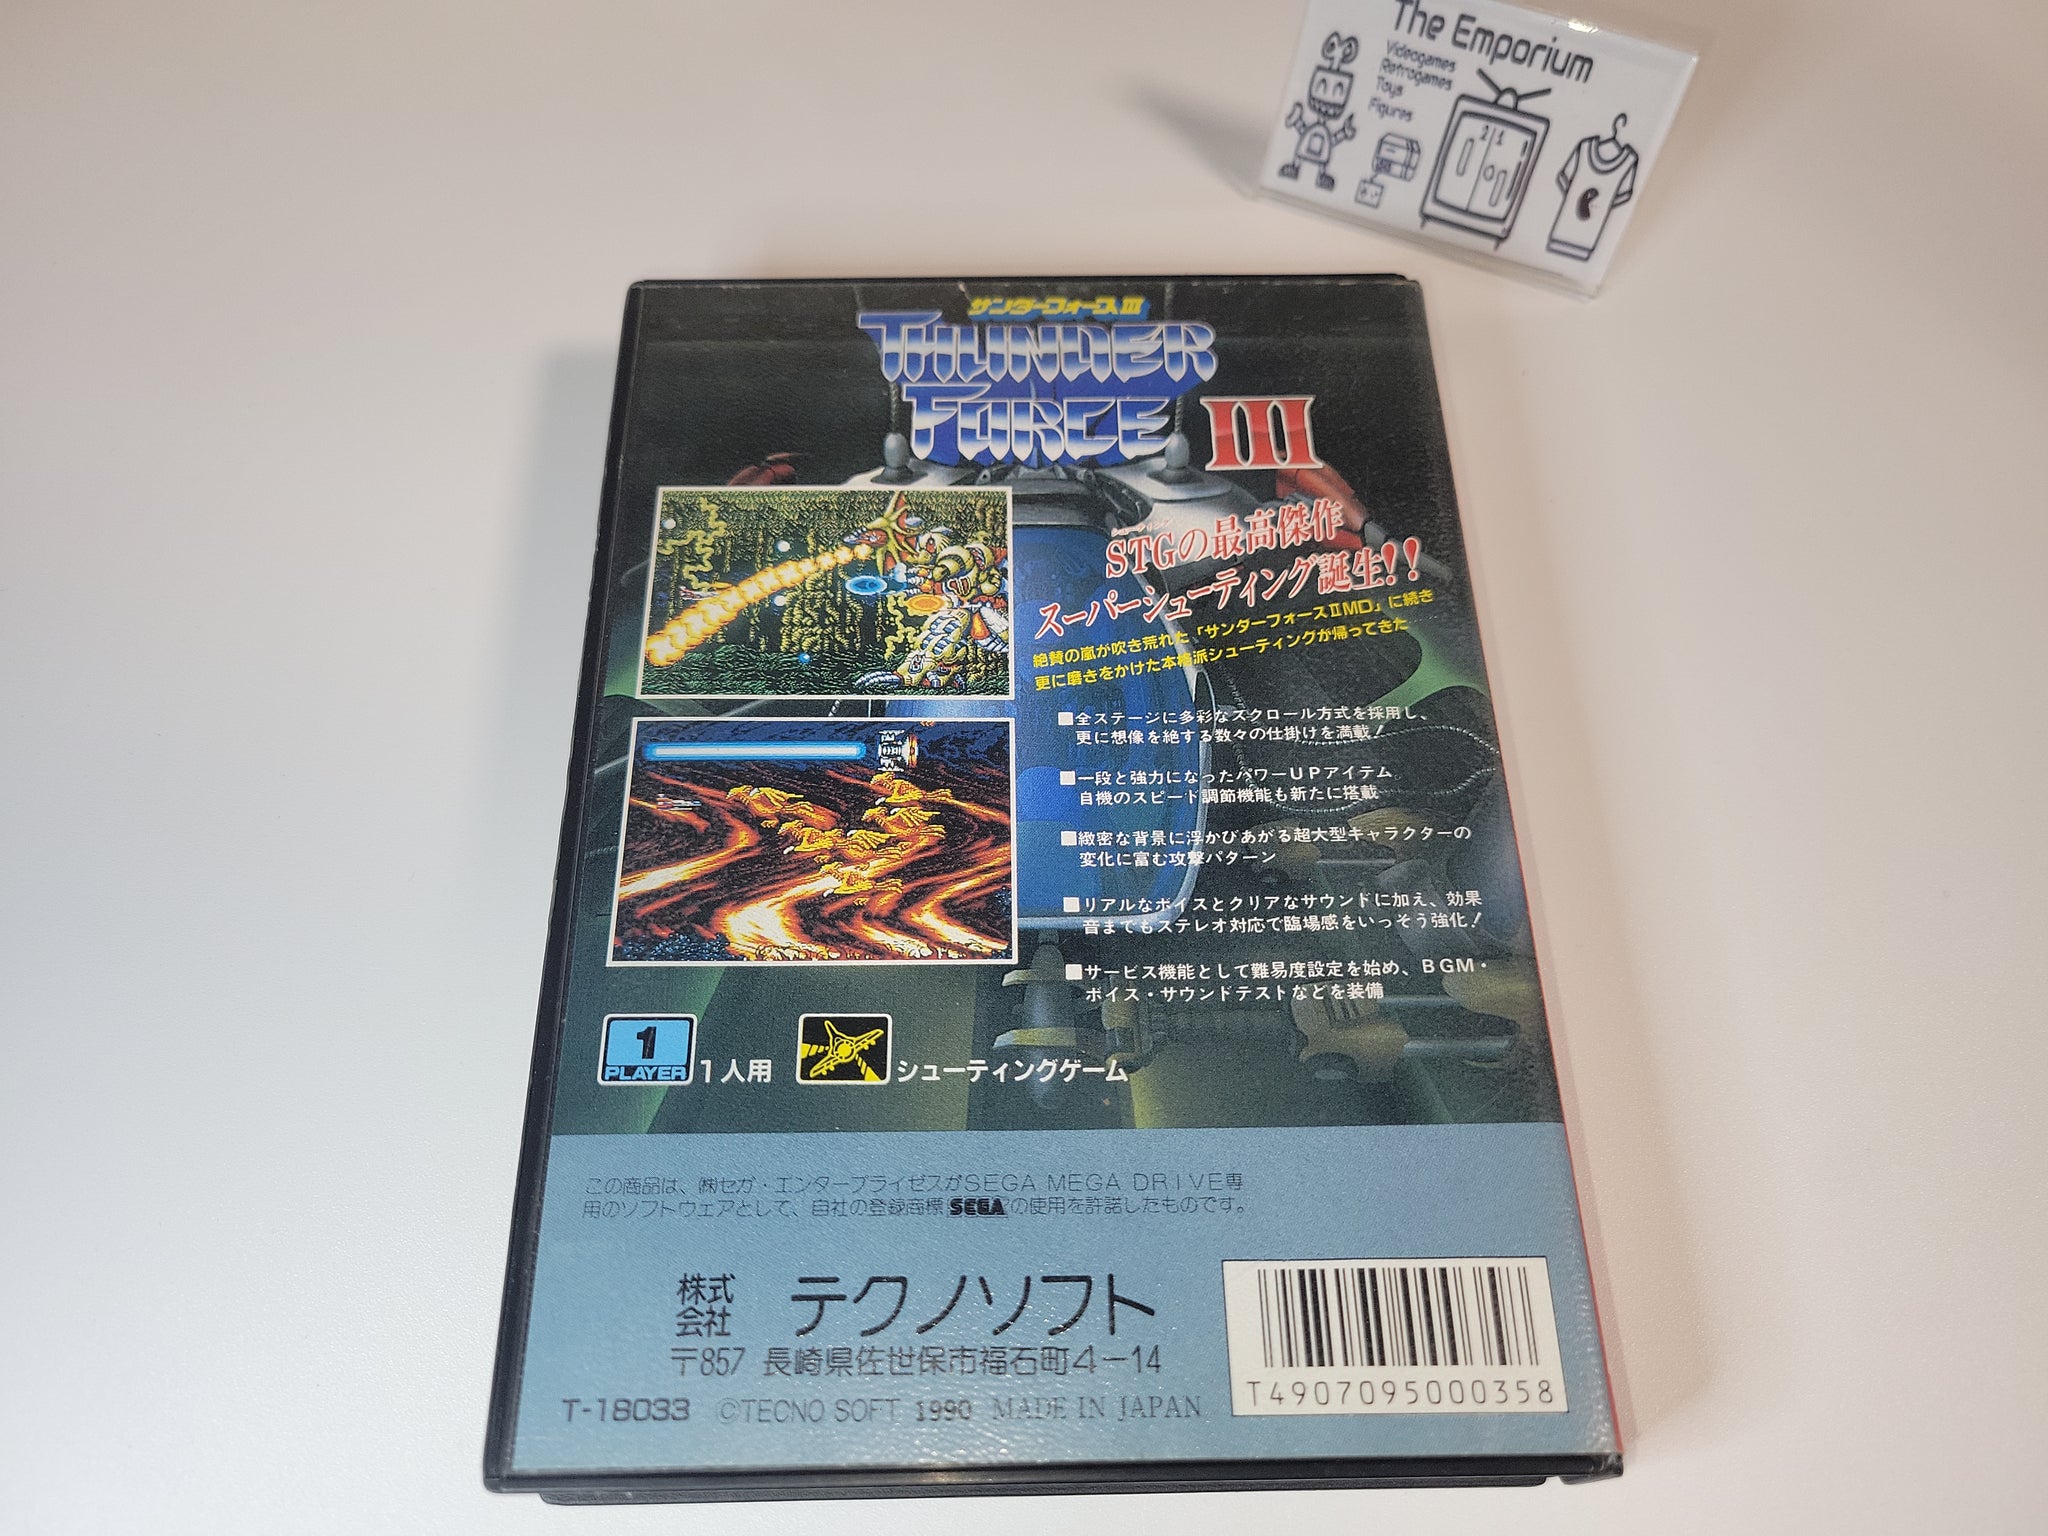 The Emporium
Videogames
Retrogames
Toys
Figures
サンダーフォースIII
THUNDER
FORCE III
シューティング
STGの最高傑作
スーパーシューティング誕生!!
絶賛の嵐が吹き荒れた「サンダーフォースⅡMD」に続き
更に磨きをかけた本格派シューティングが帰ってきた
■全ステージに多彩なスクロール方式を採用し、
更に想像を絶する数々の仕掛けを満載!
■一段と強力になったパワーUPアイテム
自機のスピード調節機能も新たに搭載
■緻密な背景に浮かびあがる超大型キャラクターの
変化に富む攻撃パターン
■リアルなボイスとクリアなサウンドに加え、効果
音までもステレオ対応で臨場感をいっそう強化!
■サービス機能として難易度設定を始め、BGM・
ボイス・サウンドテストなどを装備
1
PLAYER 1人用 シューティングゲーム
この商品は、㈱セガ・エンタープライゼスがSEGA MEGA DRIVE専
用のソフトウェアとして、自社の登録商標 SEGA の使用を許諾したものです。
株式会社 テクノソフト
〒857 長崎県佐世保市福石町4-14
T-18033 ©TECNO SOFT 1990 MADE IN JAPAN
T4907095000358